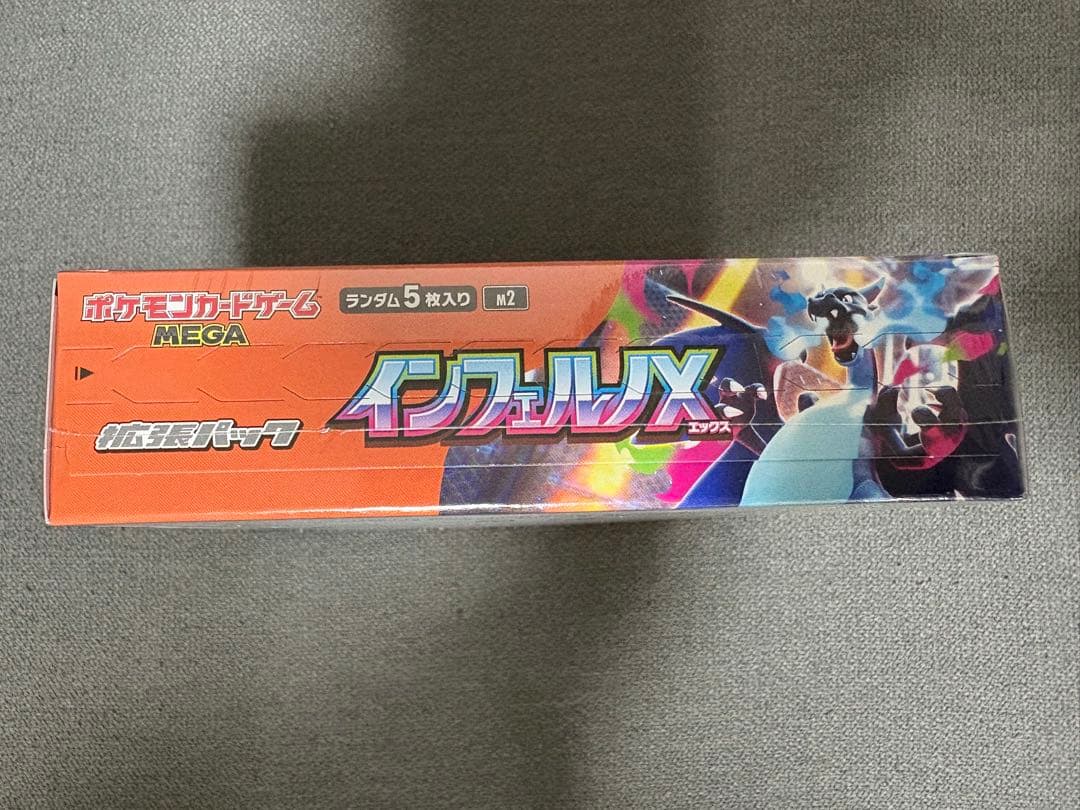 ポケモンカードゲーム
MEGA
ランダム5枚入り
M2
インフェルノX
エックス
拡張パック